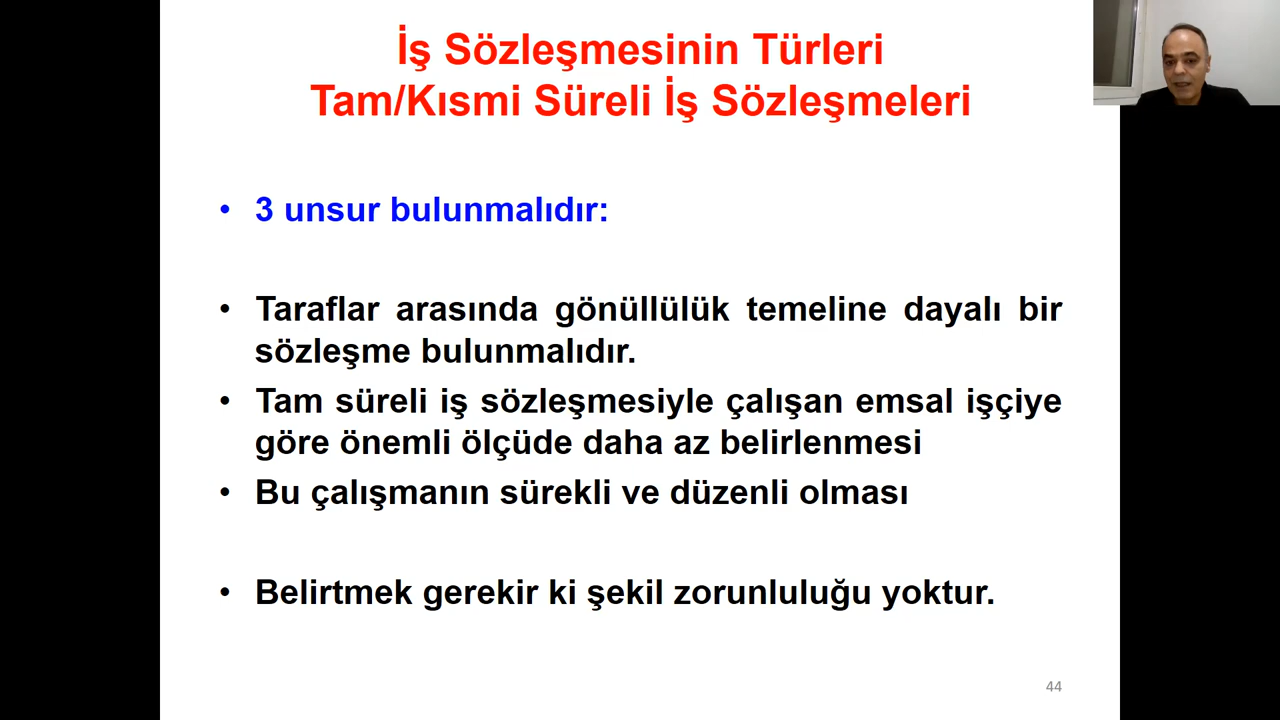 İş Sözleşmesinin Türleri
Tam/Kısmi Süreli İş Sözleşmeleri
• 3 unsur bulunmalıdır:
• Taraflar arasında gönüllülük temeline dayalı bir
sözleşme bulunmalıdır.
• Tam süreli iş sözleşmesiyle çalışan emsal işçiye
göre önemli ölçüde daha az belirlenmesi
• Bu çalışmanın sürekli ve düzenli olması
• Belirtmek gerekir ki şekil zorunluluğu yoktur.
44